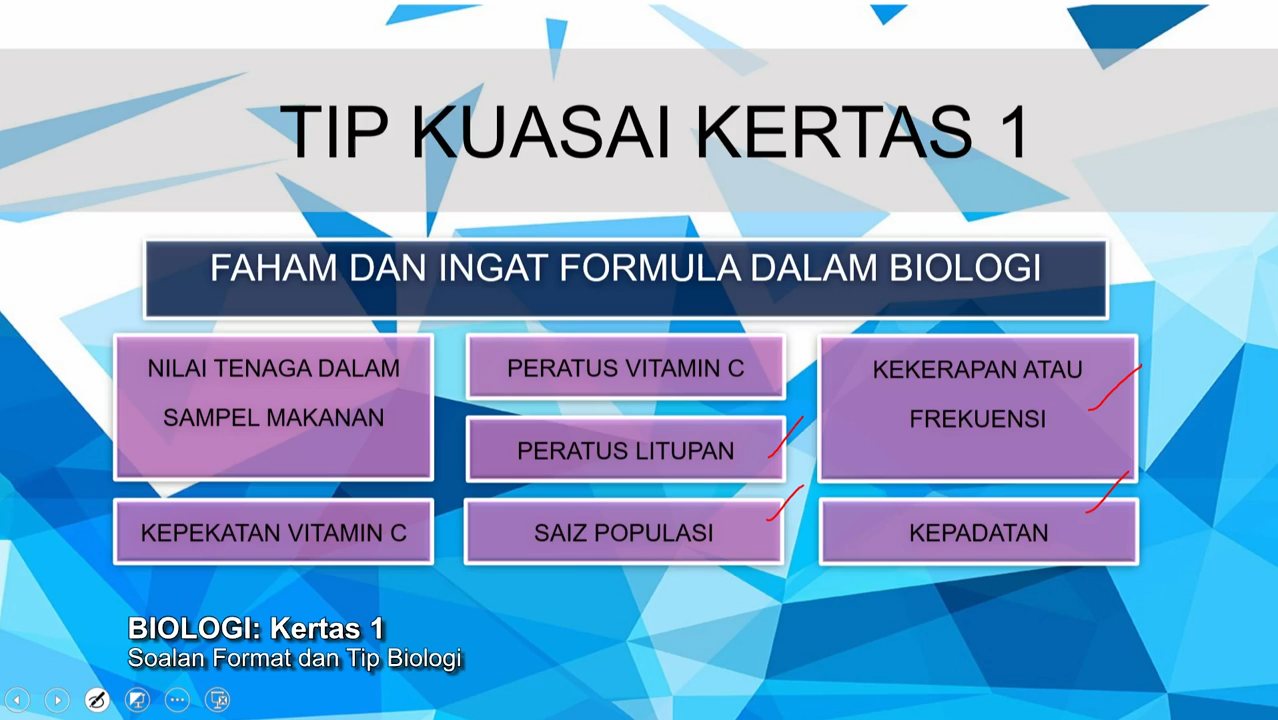 TIP KUASAI KERTAS 1
FAHAM DAN INGAT FORMULA DALAM BIOLOGI
NILAI TENAGA DALAM
SAMPEL MAKANAN
PERATUS VITAMIN C
KEKERAPAN ATAU
FREKUENSI
PERATUS LITUPAN
KEPEKATAN VITAMIN C
SAIZ POPULASI
KEPADATAN
BIOLOGI: Kertas 1
Soalan Format dan Tip Biologi